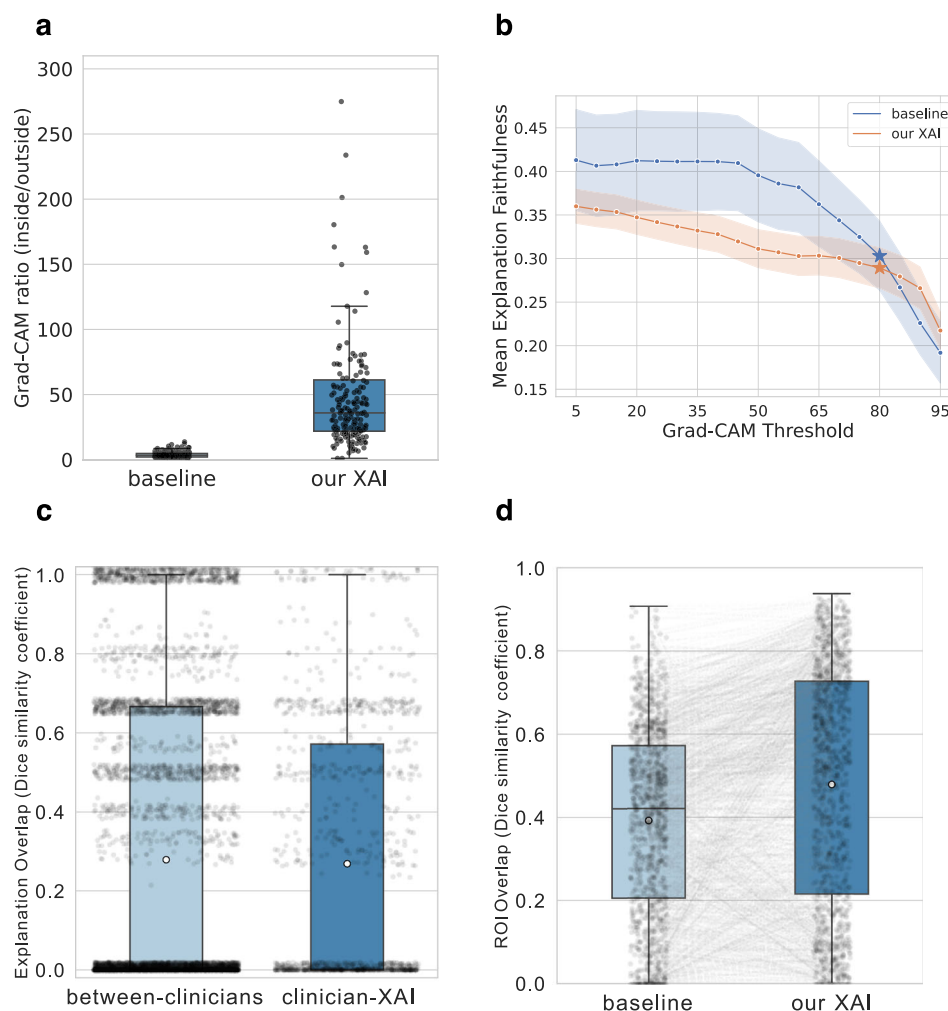 a
Grad-CAM ratio (inside/outside)
300
250
200
150
100
50
0
baseline
our XAI
b
Mean Explanation Faithfulness
0.45
0.40
0.35
0.30
0.25
0.20
0.15
baseline
our XAI
5
20
35
50
65
80
95
Grad-CAM Threshold
c
Explanation Overlap (Dice similarity coefficient)
1.0
0.8
0.6
0.4
0.2
0.0
between-clinicians
clinician-XAI
d
ROI Overlap (Dice similarity coefficient)
1.0
0.8
0.6
0.4
0.2
0.0
baseline
our XAI